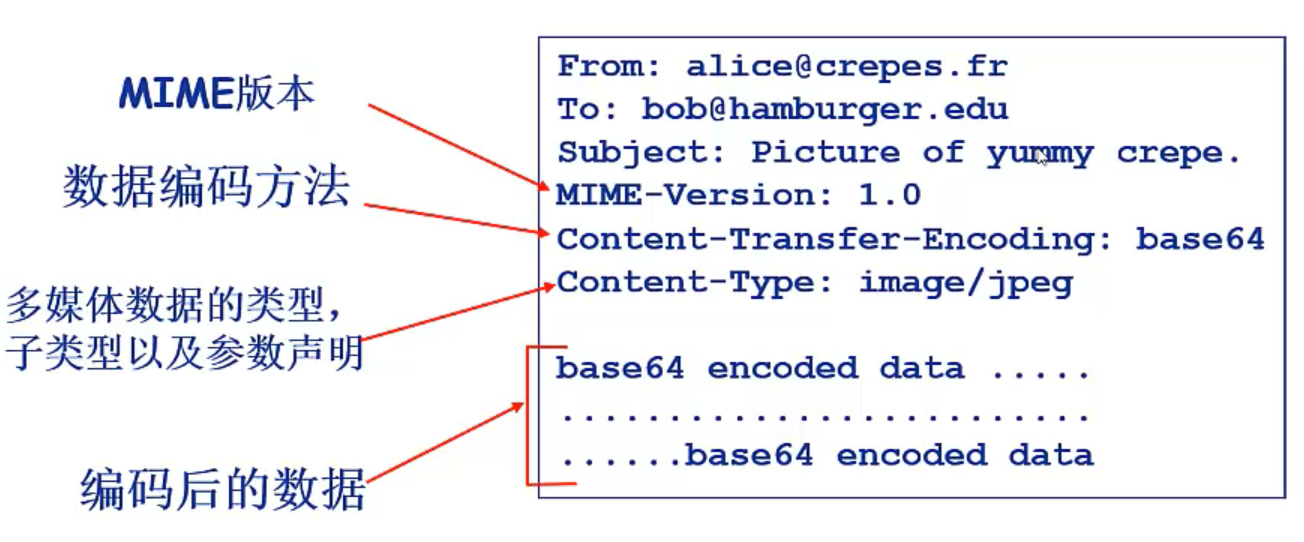 MIME版本
数据编码方法
多媒体数据的类型，
子类型以及参数声明
编码后的数据
From: alice@crepes.fr
To: bob@hamburger.edu
Subject: Picture of yummy crepe.
MIME-Version: 1.0
Content-Transfer-Encoding: base64
Content-Type: image/jpeg
base64 encoded data .....
.........................
......base64 encoded data